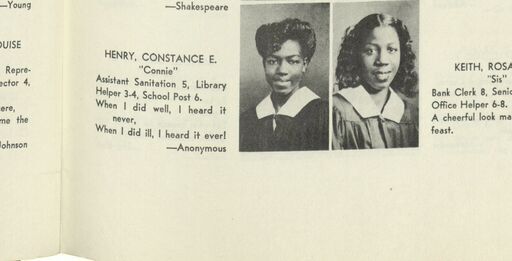 —Young
OUISE
Repre-
ector 4,
ere,
me the
Johnson
—Shakespeare
HENRY, CONSTANCE E.
"Connie"
Assistant Sanitation 5, Library
Helper 3-4, School Post 6.
When I did well, I heard it
never,
When I did ill, I heard it ever!
—Anonymous
KEITH, ROSA
"Sis"
Bank Clerk 8, Senic
Office Helper 6-8.
A cheerful look ma
feast.